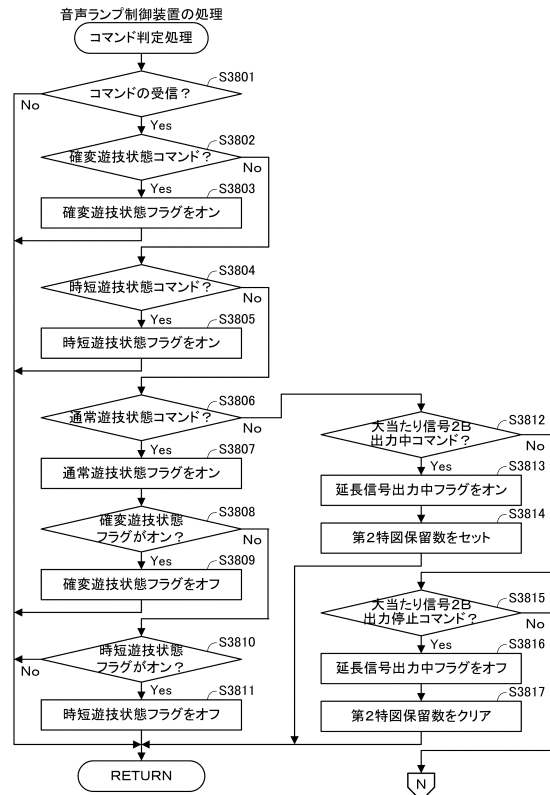 音声ランプ制御装置の処理
コマンド判定処理
S3801
コマンドの受信？
No
Yes
S3802
確変遊技状態コマンド？
No
Yes
S3803
確変遊技状態フラグをオン
S3804
時短遊技状態コマンド？
No
Yes
S3805
時短遊技状態フラグをオン
S3806
通常遊技状態コマンド？
No
Yes
S3807
通常遊技状態フラグをオン
S3808
確変遊技状態
フラグがオン？
No
Yes
S3809
確変遊技状態フラグをオフ
S3810
時短遊技状態
フラグがオン？
No
Yes
S3811
時短遊技状態フラグをオフ
RETURN
S3812
大当たり信号2B
出力中コマンド？
No
Yes
S3813
延長信号出力中フラグをオン
S3814
第2特図保留数をセット
S3815
大当たり信号2B
出力停止コマンド？
No
Yes
S3816
延長信号出力中フラグをオフ
S3817
第2特図保留数をクリア
N